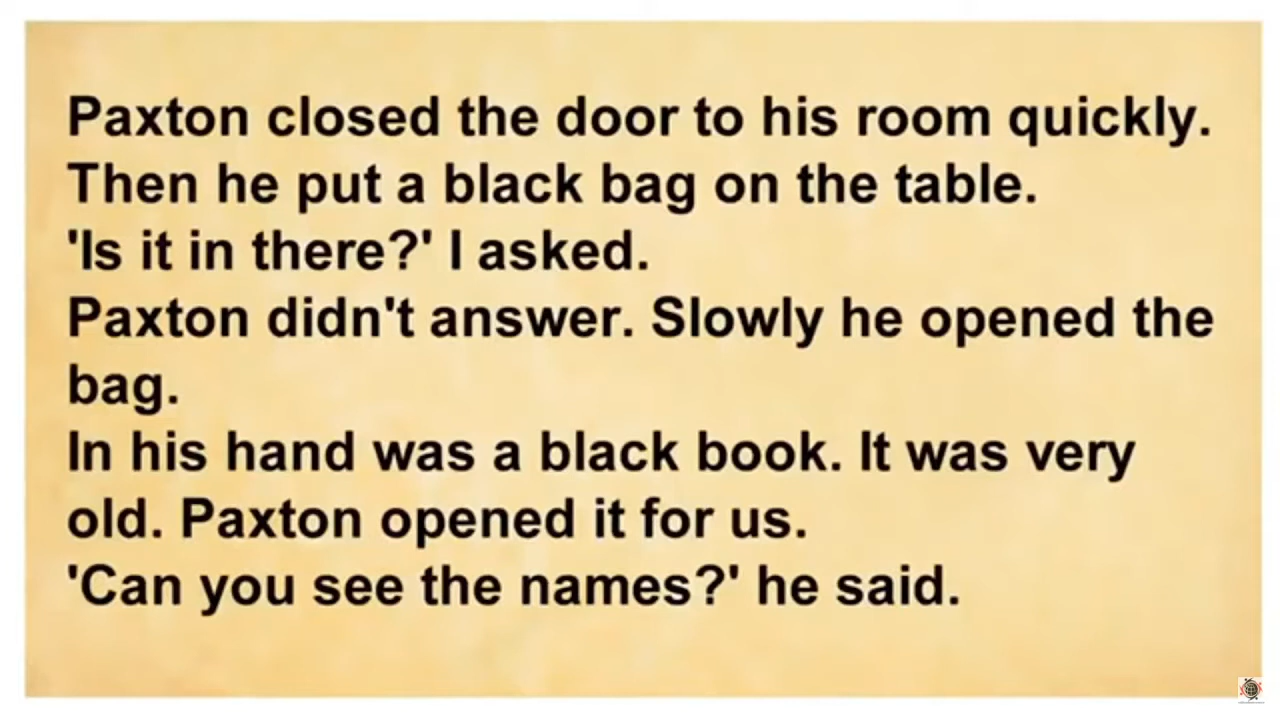 Paxton closed the door to his room quickly.
Then he put a black bag on the table.
'Is it in there?' I asked.
Paxton didn't answer. Slowly he opened the
bag.
In his hand was a black book. It was very
old. Paxton opened it for us.
'Can you see the names?' he said.